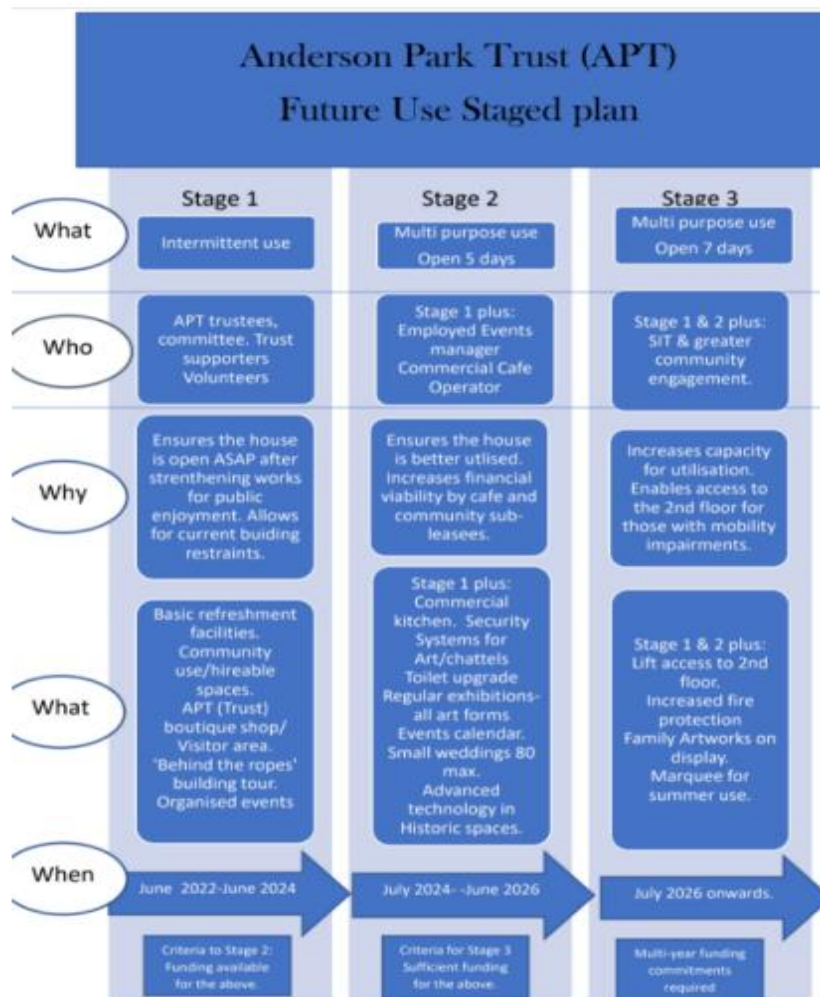 Anderson Park Trust (APT)
Future Use Staged plan
Stage 1
Stage 2
Stage 3
What
Intermittent use
Multi purpose use
Open 5 days
Multi purpose use
Open 7 days
Who
APT trustees,
committee. Trust
supporters
Volunteers
Stage 1 plus:
Employed Events
manager
Commercial Cafe
Operator
Stage 1 & 2 plus:
SIT & greater
community
engagement.
Why
Ensures the house
is open ASAP after
strenthening works
for public
enjoyment. Allows
for current buiding
restraints.
Ensures the house
is better utlised.
Increases financial
viability by cafe and
community sub-
leasees.
Increases capacity
for utilisation.
Enables access to
the 2nd floor for
those with mobility
impairments.
What
Basic refreshment
facilities.
Community
use/hireable
spaces.
APT (Trust)
boutique shop/
Visitor area.
'Behind the ropes'
building tour.
Organised events
Stage 1 plus:
Commercial
kitchen. Security
Systems for
Art/chattels
Toilet upgrade
Regular exhibitions-
all art forms
Events calendar.
Small weddings 80
max.
Advanced
technology in
Historic spaces.
Stage 1 & 2 plus:
Lift access to 2nd
floor.
Increased fire
protection
Family Artworks on
display.
Marquee for
summer use.
When
June 2022-June 2024
July 2024- -June 2026
July 2026 onwards.
Criteria to Stage 2:
Funding available
for the above.
Criteria for Stage 3
Sufficient funding
for the above.
Multi-year funding
commitments
required